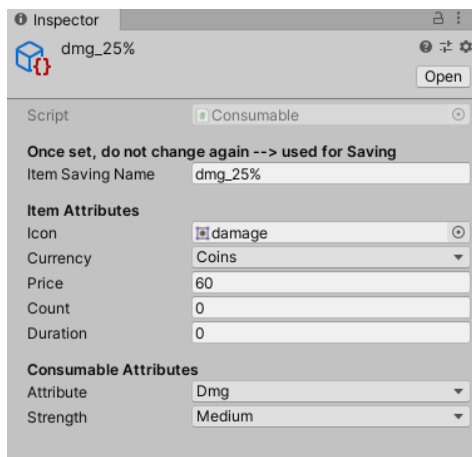 Inspector
dmg_25%
Open
Script Consumable
Once set, do not change again --> used for Saving
Item Saving Name dmg_25%
Item Attributes
Icon damage
Currency Coins
Price 60
Count 0
Duration 0
Consumable Attributes
Attribute Dmg
Strength Medium